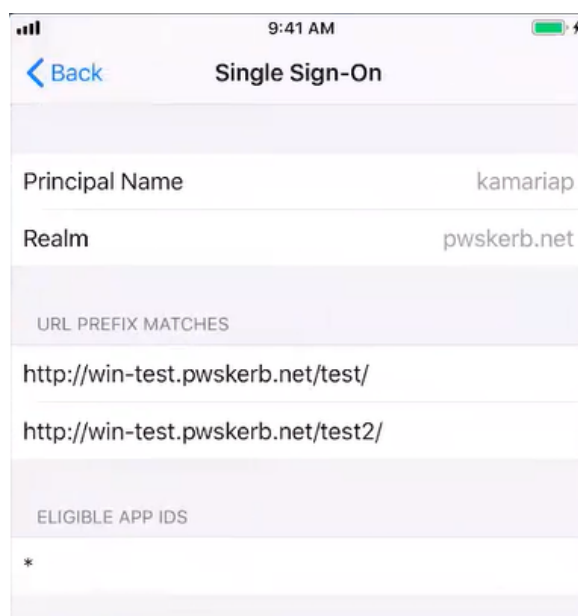 9:41 AM
Back
Single Sign-On
Principal Name
kamariap
Realm
pwskerb.net
URL PREFIX MATCHES
http://win-test.pwskerb.net/test/
http://win-test.pwskerb.net/test2/
ELIGIBLE APP IDS
*